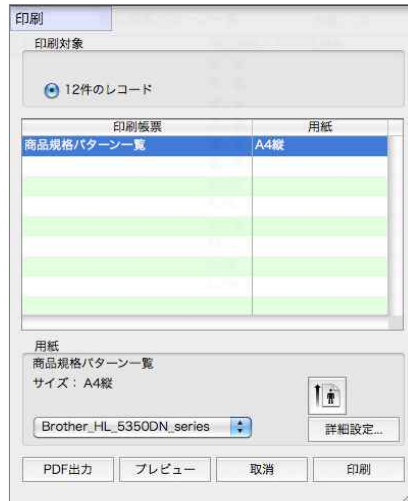 印刷
印刷対象
12件のレコード
印刷帳票 用紙
商品規格パターン一覧 A4縦
用紙
商品規格パターン一覧
サイズ： A4縦
Brother_HL_5350DN_series
詳細設定...
PDF出力 プレビュー 取消 印刷